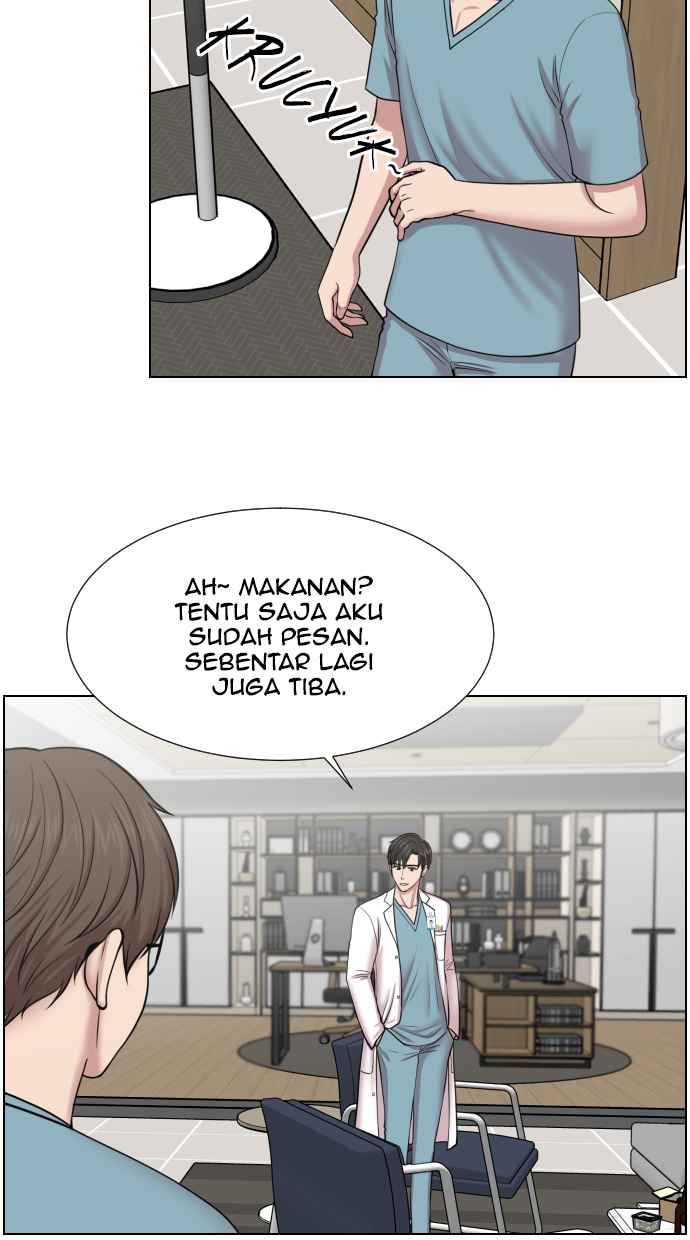 KRUCYUK~
AH~ MAKANAN?
TENTU SAJA AKU
SUDAH PESAN.
SEBENTAR LAGI
JUGA TIBA.